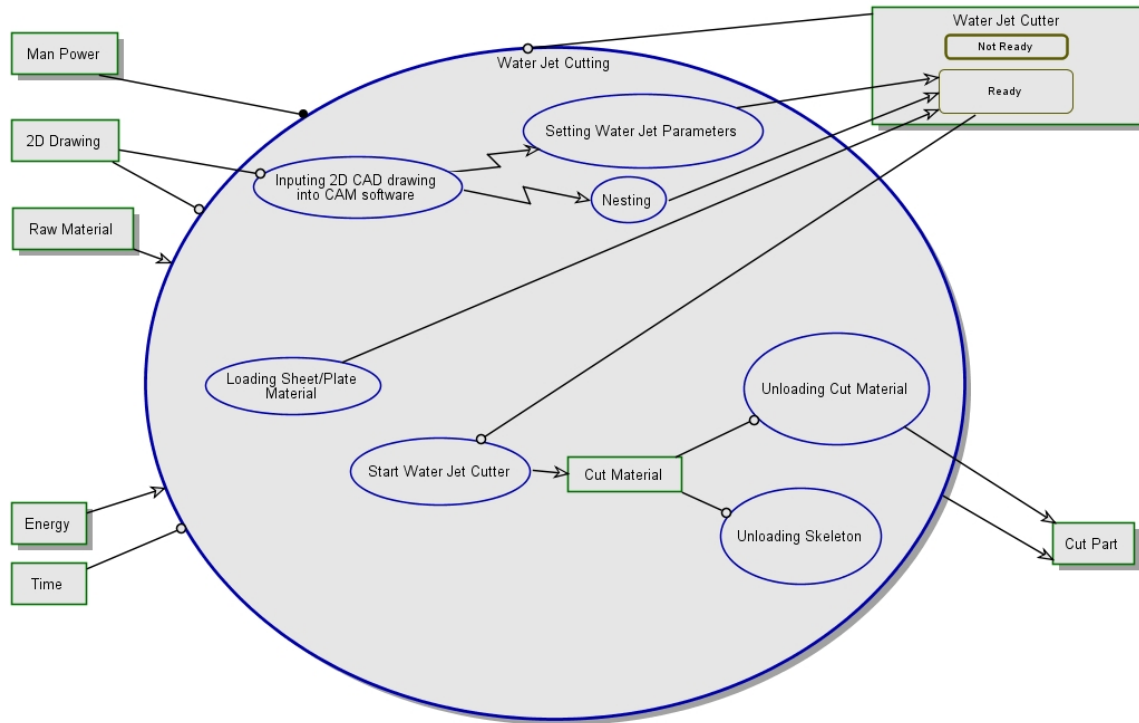 Water Jet Cutter
Not Ready
Ready
Man Power
Water Jet Cutting
2D Drawing
Setting Water Jet Parameters
Inputing 2D CAD drawing
into CAM software
Nesting
Raw Material
Loading Sheet/Plate
Material
Unloading Cut Material
Start Water Jet Cutter
Cut Material
Energy
Unloading Skeleton
Cut Part
Time